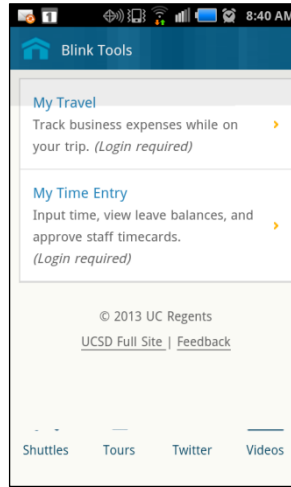 1 8:40 AM
Blink Tools
My Travel
Track business expenses while on
your trip. (Login required)
My Time Entry
Input time, view leave balances, and
approve staff timecards.
(Login required)
© 2013 UC Regents
UCSD Full Site | Feedback
Shuttles Tours Twitter Videos